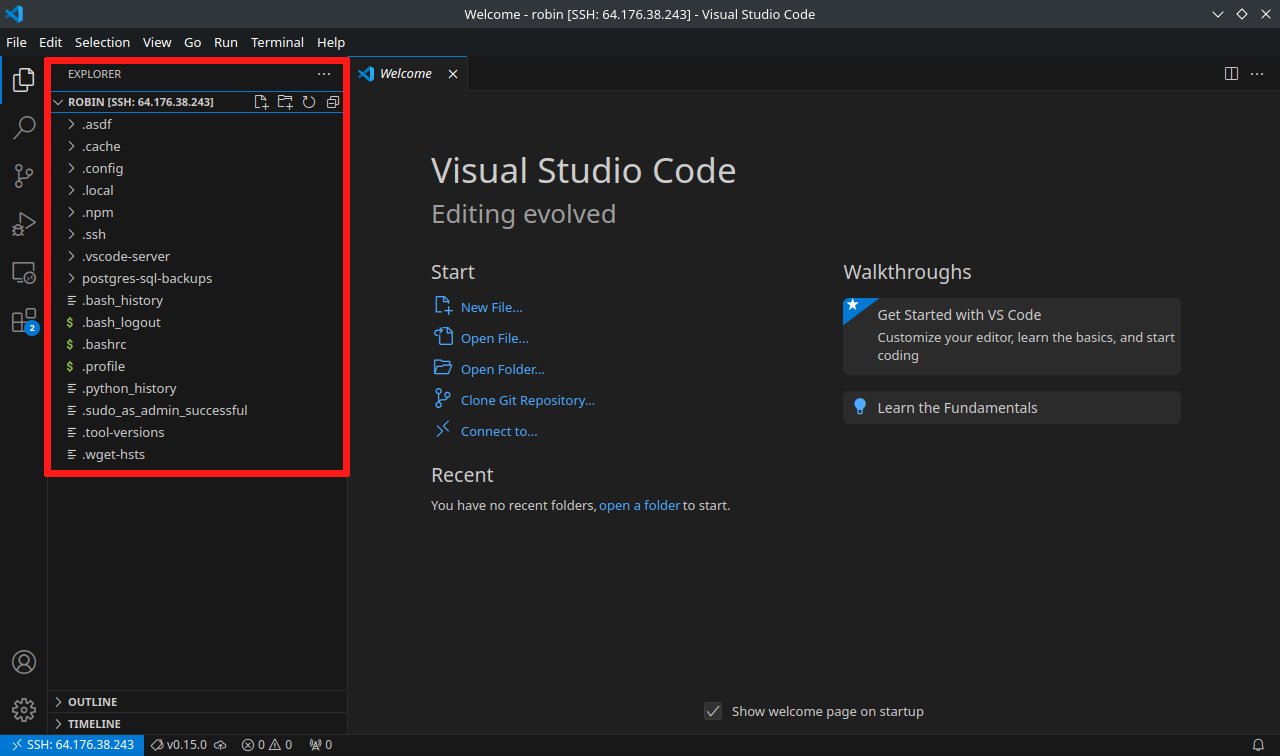 Welcome - robin [SSH: 64.176.38.243] - Visual Studio Code
File Edit Selection View Go Run Terminal Help
EXPLORER
ROBIN [SSH: 64.176.38.243]
.asdf
.cache
.config
.local
.npm
.ssh
.vscode-server
postgres-sql-backups
.bash_history
$ .bash_logout
$ .bashrc
$ .profile
.python_history
.sudo_as_admin_successful
.tool-versions
.wget-hsts
2
OUTLINE
TIMELINE
Welcome
Visual Studio Code
Editing evolved
Start
New File...
Open File...
Open Folder...
Clone Git Repository...
Connect to...
Recent
You have no recent folders, open a folder to start.
Walkthroughs
Get Started with VS Code
Customize your editor, learn the basics, and start
coding
Learn the Fundamentals
Show welcome page on startup
SSH: 64.176.38.243 v0.15.0 0 0 0